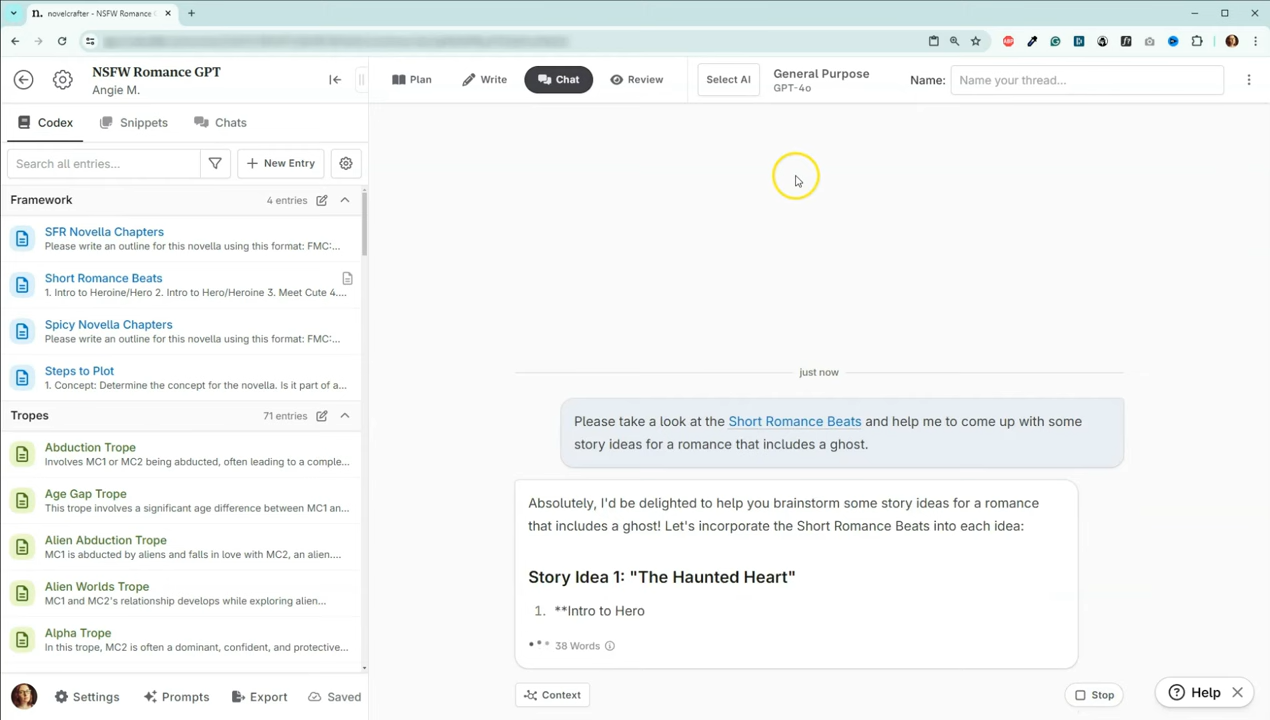 novelcrafter - NSFW Romance G
NSFW Romance GPT
Angie M.
Plan
Write
Chat
Review
Select AI
General Purpose
GPT-4o
Name:
Name your thread...
Codex
Snippets
Chats
Search all entries...
New Entry
Framework
4 entries
SFR Novella Chapters
Please write an outline for this novella using this format: FMC:...
Short Romance Beats
1. Intro to Heroine/Hero 2. Intro to Hero/Heroine 3. Meet Cute 4....
Spicy Novella Chapters
Please write an outline for this novella using this format: FMC:...
Steps to Plot
1. Concept: Determine the concept for the novella. Is it part of a...
Tropes
71 entries
Abduction Trope
Involves MC1 or MC2 being abducted, often leading to a comple...
Age Gap Trope
This trope involves a significant age difference between MC1 an...
Alien Abduction Trope
MC1 is abducted by aliens and falls in love with MC2, an alien....
Alien Worlds Trope
MC1 and MC2's relationship develops while exploring alien...
Alpha Trope
In this trope, MC2 is often a dominant, confident, and protective...
Settings
Prompts
Export
Saved
just now
Please take a look at the Short Romance Beats and help me to come up with some
story ideas for a romance that includes a ghost.
Absolutely, I'd be delighted to help you brainstorm some story ideas for a romance
that includes a ghost! Let's incorporate the Short Romance Beats into each idea:
Story Idea 1: "The Haunted Heart"
1. **Intro to Hero
38 Words
Context
Stop
Help